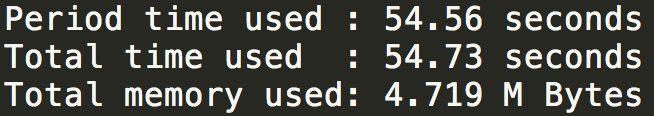 Period time used : 54.56 seconds
Total time used  : 54.73 seconds
Total memory used: 4.719 M Bytes